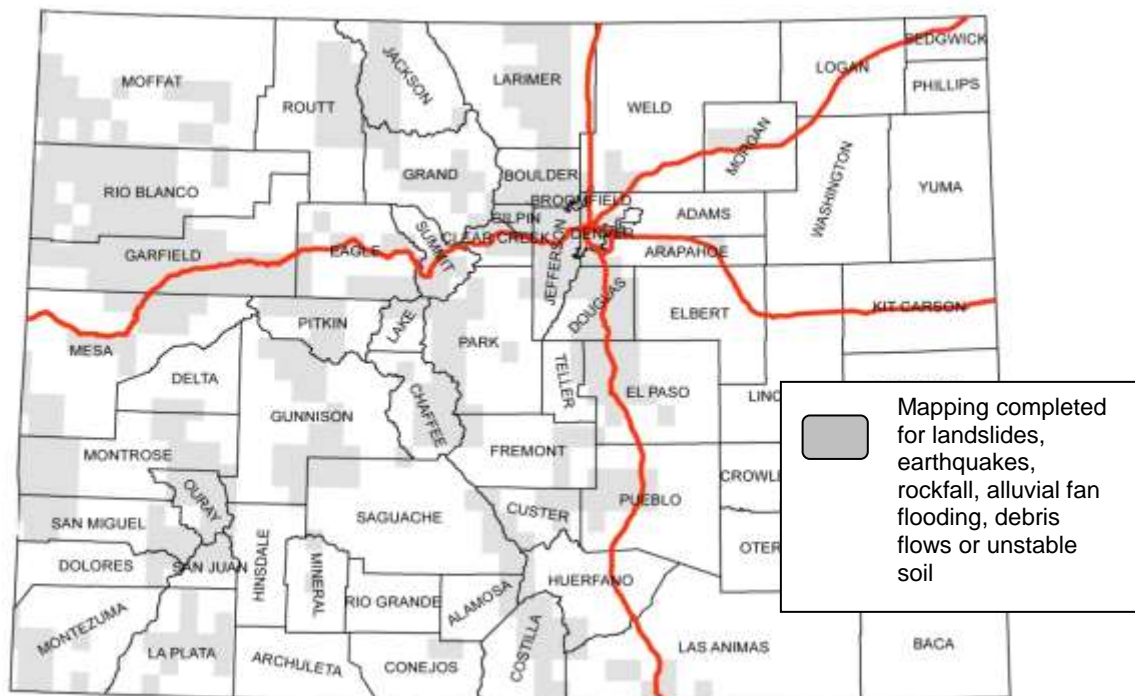 SEDGWICK
LOGAN
PHILLIPS
MOFFAT
JACKSON
LARIMER
ROUTT
WELD
MORGAN
WASHINGTON
YUMA
RIO BLANCO
GRAND
BOULDER
BROOMFIELD
GILPIN
ADAMS
GARFIELD
EAGLE
SUMMIT
CLEAR CREEK
DENVER
ARAPAHOE
JEFFERSON
DOUGLAS
ELBERT
KIT CARSON
MESA
PITKIN
LAKE
PARK
TELLER
DELTA
GUNNISON
CHAFFEE
EL PASO
LINC
MONTROSE
FREMONT
OURAY
SAGUACHE
CUSTER
PUEBLO
CROWL
SAN MIGUEL
DOLORES
SAN JUAN
HINSDALE
MINERAL
RIO GRANDE
ALAMOSA
HUERFANO
OTER
MONTEZUMA
LA PLATA
ARCHULETA
CONEJOS
COSTILLA
LAS ANIMAS
BACA
Mapping completed
for landslides,
earthquakes,
rockfall, alluvial fan
flooding, debris
flows or unstable
soil